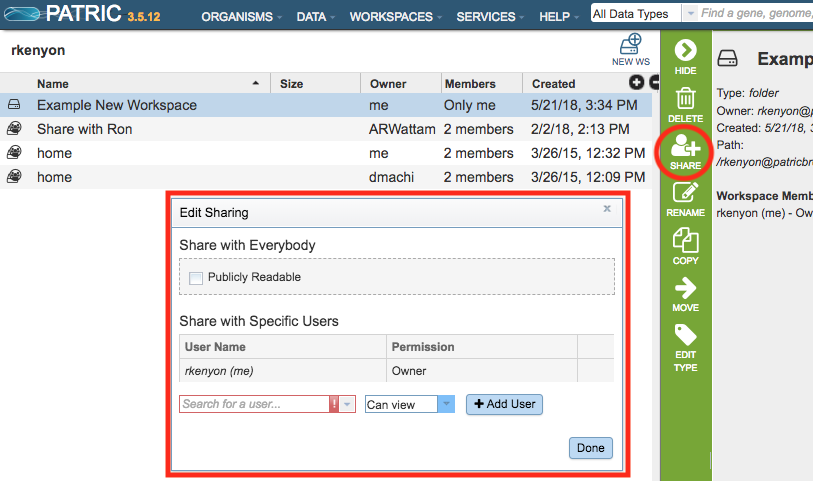 PATRIC 3.5.12 ORGANISMS DATA WORKSPACES SERVICES HELP All Data Types Find a gene, genome,
rkenyon
NEW WS
Name Size Owner Members Created
Example New Workspace me Only me 5/21/18, 3:34 PM
Share with Ron ARWattam 2 members 2/2/18, 2:13 PM
home me 2 members 3/26/15, 12:32 PM
home dmachi 2 members 3/26/15, 12:09 PM
Edit Sharing x
Share with Everybody
Publicly Readable
Share with Specific Users
User Name Permission
rkenyon (me) Owner
Search for a user... ! Can view + Add User
Done
HIDE
DELETE
SHARE
RENAME
COPY
MOVE
EDIT
TYPE
Examp
Type: folder
Owner: rkenyon@p
Created: 5/21/18, 3
Path:
/rkenyon@patricbr
Workspace Memb
rkenyon (me) - Ow